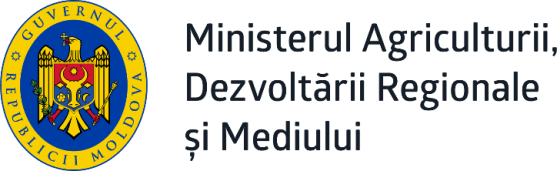 GUVERNUL
REPUBLICII MOLDOVA
Ministerul Agriculturii,
Dezvoltării Regionale
și Mediului